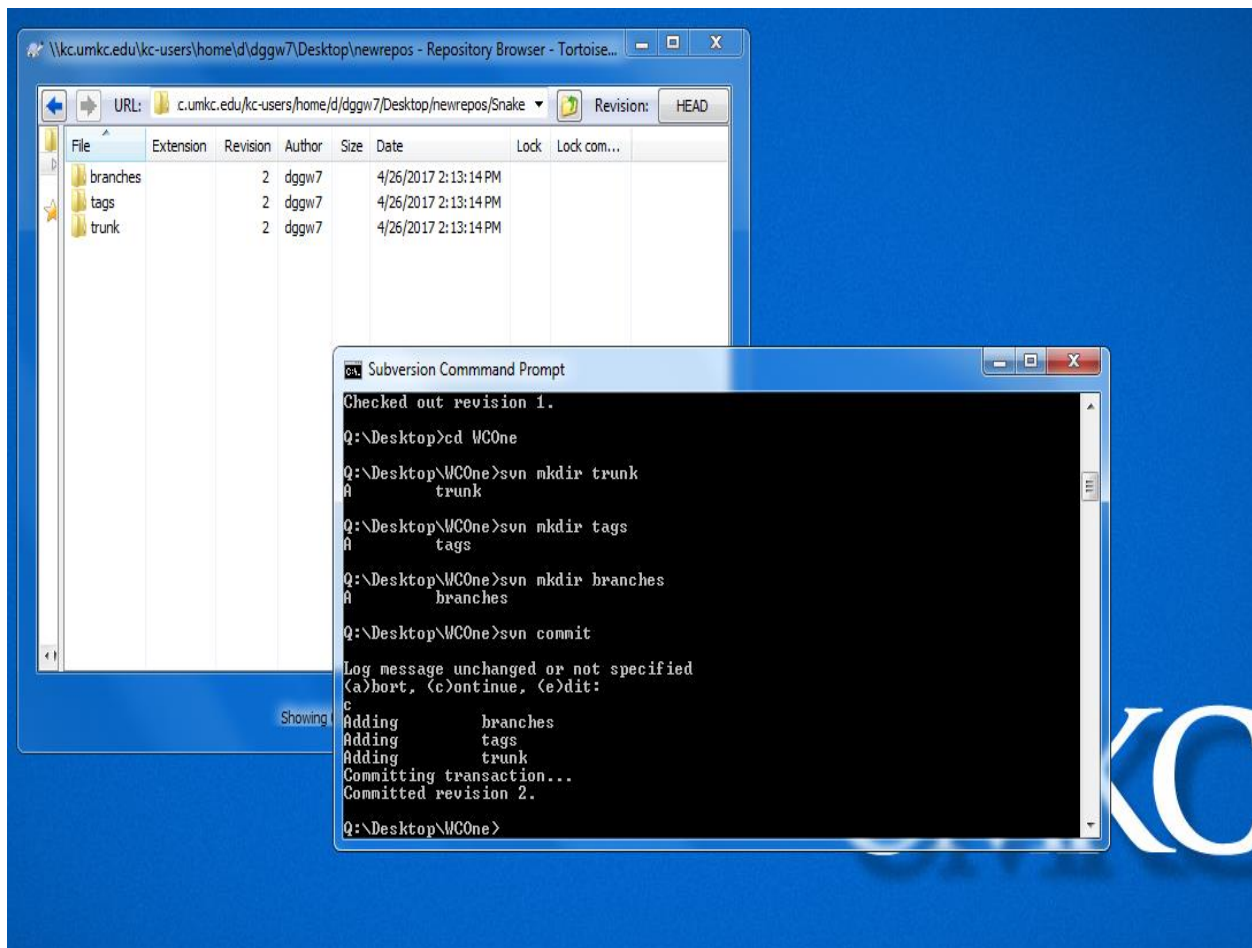 \\kc.umkc.edu\kc-users\home\d\dggw7\Desktop\newrepos - Repository Browser - Tortoise...
URL: c.umkc.edu/kc-users/home/d/dggw7/Desktop/newrepos/Snake Revision: HEAD
File Extension Revision Author Size Date Lock Lock com...
branches 2 dggw7 4/26/2017 2:13:14 PM
tags 2 dggw7 4/26/2017 2:13:14 PM
trunk 2 dggw7 4/26/2017 2:13:14 PM
Showing
Subversion Commmand Prompt
Checked out revision 1.
Q:\Desktop>cd WCOne
Q:\Desktop\WCOne>svn mkdir trunk
A trunk
Q:\Desktop\WCOne>svn mkdir tags
A tags
Q:\Desktop\WCOne>svn mkdir branches
A branches
Q:\Desktop\WCOne>svn commit
Log message unchanged or not specified
(a)bort, (c)ontinue, (e)dit:
c
Adding branches
Adding tags
Adding trunk
Committing transaction...
Committed revision 2.
Q:\Desktop\WCOne>